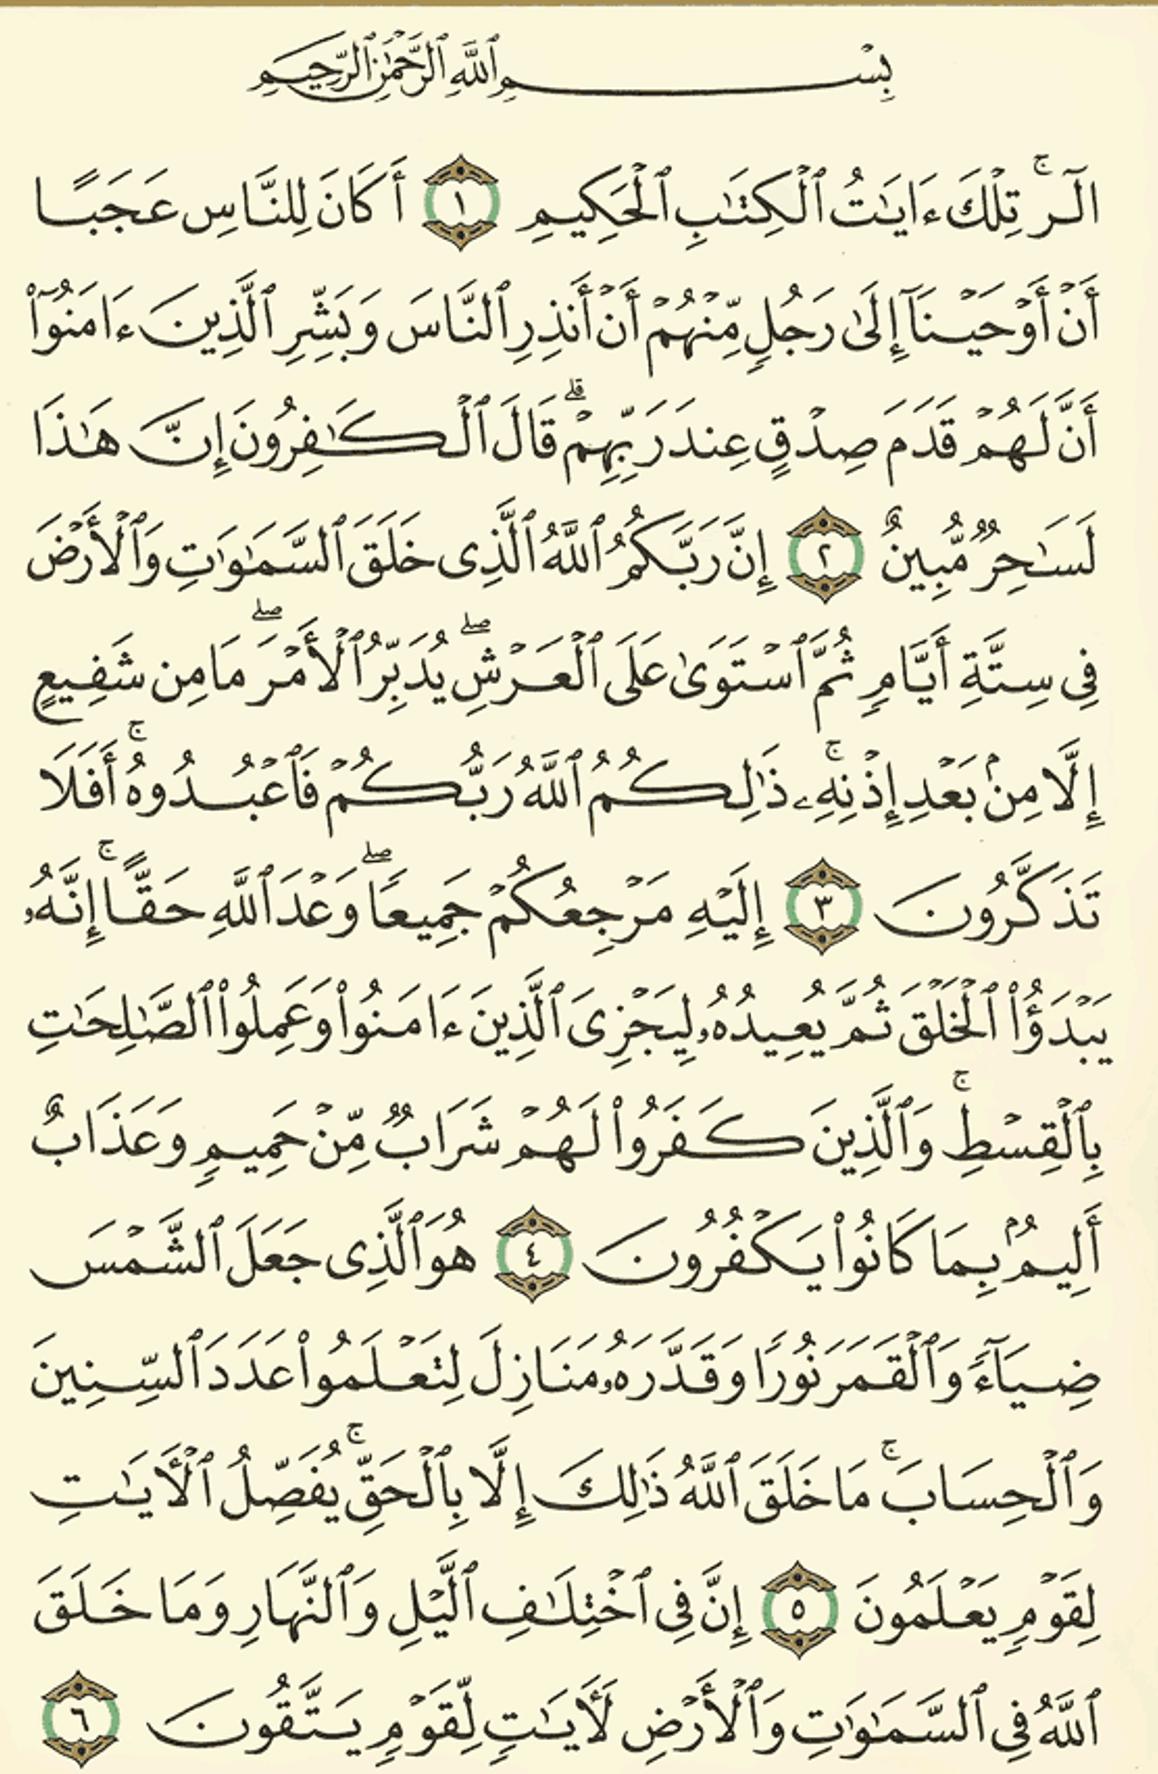 بِسْمِ ٱللَّهِ ٱلرَّحْمَٰنِ ٱلرَّحِيمِ
الٓرۚ تِلْكَ ءَايَٰتُ ٱلْكِتَٰبِ ٱلْحَكِيمِ ١ أَكَانَ لِلنَّاسِ عَجَبًا
أَنْ أَوْحَيْنَآ إِلَىٰ رَجُلٍ مِّنْهُمْ أَنْ أَنذِرِ ٱلنَّاسَ وَبَشِّرِ ٱلَّذِينَ ءَامَنُوٓا۟
أَنَّ لَهُمْ قَدَمَ صِدْقٍ عِندَ رَبِّهِمْۗ قَالَ ٱلْكَٰفِرُونَ إِنَّ هَٰذَا
لَسَٰحِرٌ مُّبِينٌ ٢ إِنَّ رَبَّكُمُ ٱللَّهُ ٱلَّذِى خَلَقَ ٱلسَّمَٰوَٰتِ وَٱلْأَرْضَ
فِى سِتَّةِ أَيَّامٍ ثُمَّ ٱسْتَوَىٰ عَلَى ٱلْعَرْشِۖ يُدَبِّرُ ٱلْأَمْرَۖ مَا مِن شَفِيعٍ
إِلَّا مِنۢ بَعْدِ إِذْنِهِۦۚ ذَٰلِكُمُ ٱللَّهُ رَبُّكُمْ فَٱعْبُدُوهُۚ أَفَلَا
تَذَكَّرُونَ ٣ إِلَيْهِ مَرْجِعُكُمْ جَمِيعًاۖ وَعْدَ ٱللَّهِ حَقًّاۚ إِنَّهُۥ
يَبْدَؤُا۟ ٱلْخَلْقَ ثُمَّ يُعِيدُهُۥ لِيَجْزِىَ ٱلَّذِينَ ءَامَنُوا۟ وَعَمِلُوا۟ ٱلصَّٰلِحَٰتِ
بِٱلْقِسْطِۚ وَٱلَّذِينَ كَفَرُوا۟ لَهُمْ شَرَابٌ مِّنْ حَمِيمٍ وَعَذَابٌ
أَلِيمٌۢ بِمَا كَانُوا۟ يَكْفُرُونَ ٤ هُوَ ٱلَّذِى جَعَلَ ٱلشَّمْسَ
ضِيَآءً وَٱلْقَمَرَ نُورًا وَقَدَّرَهُۥ مَنَازِلَ لِتَعْلَمُوا۟ عَدَدَ ٱلسِّنِينَ
وَٱلْحِسَابَۚ مَا خَلَقَ ٱللَّهُ ذَٰلِكَ إِلَّا بِٱلْحَقِّۚ يُفَصِّلُ ٱلْءَايَٰتِ
لِقَوْمٍ يَعْلَمُونَ ٥ إِنَّ فِى ٱخْتِلَٰفِ ٱلَّيْلِ وَٱلنَّهَارِ وَمَا خَلَقَ
ٱللَّهُ فِى ٱلسَّمَٰوَٰتِ وَٱلْأَرْضِ لَءَايَٰتٍ لِّقَوْمٍ يَتَّقُونَ ٦